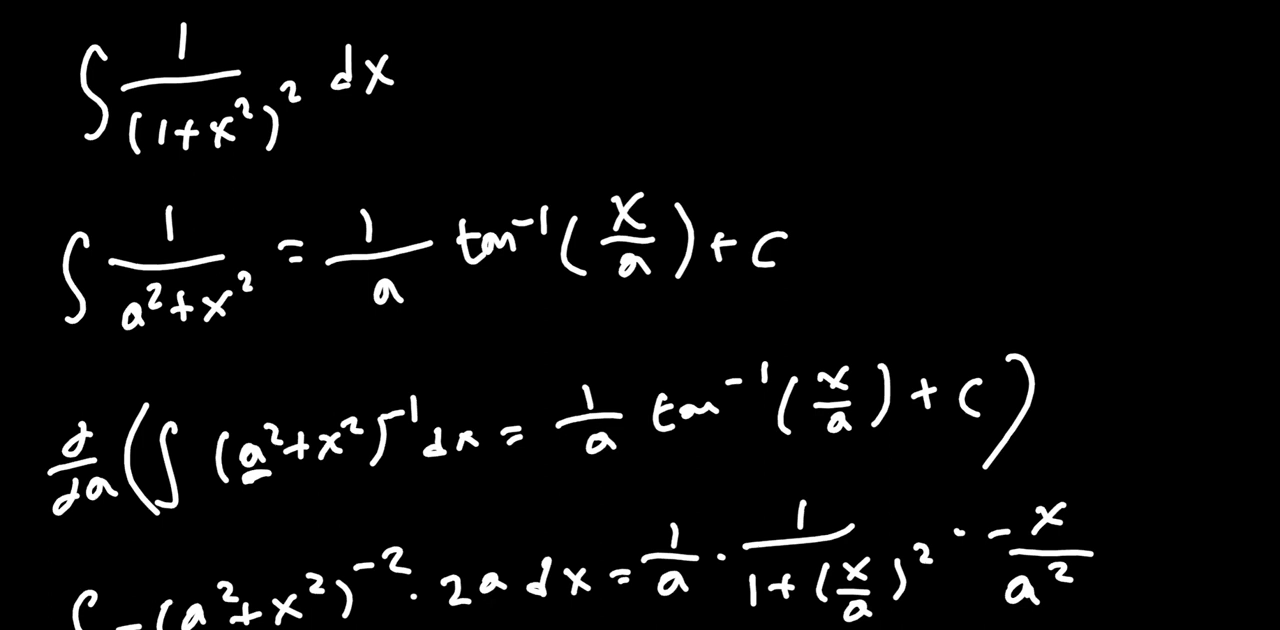 ∫ 1/(1+x²)² dx
∫ 1/(a²+x²) = 1/a tan⁻¹(x/a) + c
d/da (∫ (a²+x²)⁻¹ dx = 1/a tan⁻¹(x/a) + c)
∫ -(a²+x²)⁻² · 2a dx = 1/a · 1/(1+(x/a)²) · -x/a²